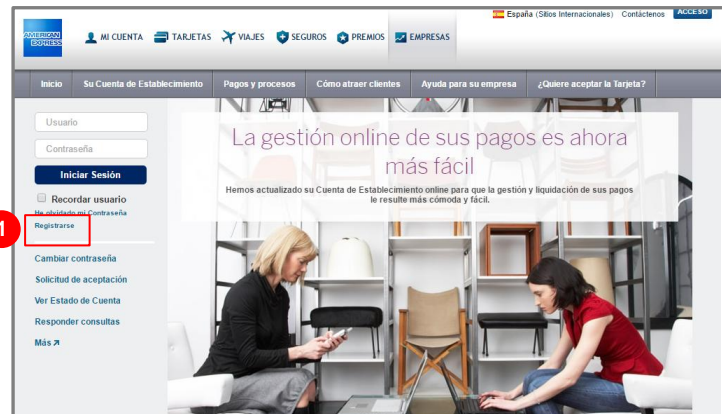 España (Sitios Internacionales) Contáctenos ACCESO
AMERICAN
EXPRESS
MI CUENTA TARJETAS VIAJES SEGUROS PREMIOS EMPRESAS
Inicio Su Cuenta de Establecimiento Pagos y procesos Cómo atraer clientes Ayuda para su empresa ¿Quiere aceptar la Tarjeta?
Usuario
Contraseña
Iniciar Sesión
Recordar usuario
He olvidado mi Contraseña
1
Registrarse
Cambiar contraseña
Solicitud de aceptación
Ver Estado de Cuenta
Responder consultas
Más
La gestión online de sus pagos es ahora
más fácil
Hemos actualizado su Cuenta de Establecimiento online para que la gestión y liquidación de sus pagos
le resulte más cómoda y fácil.